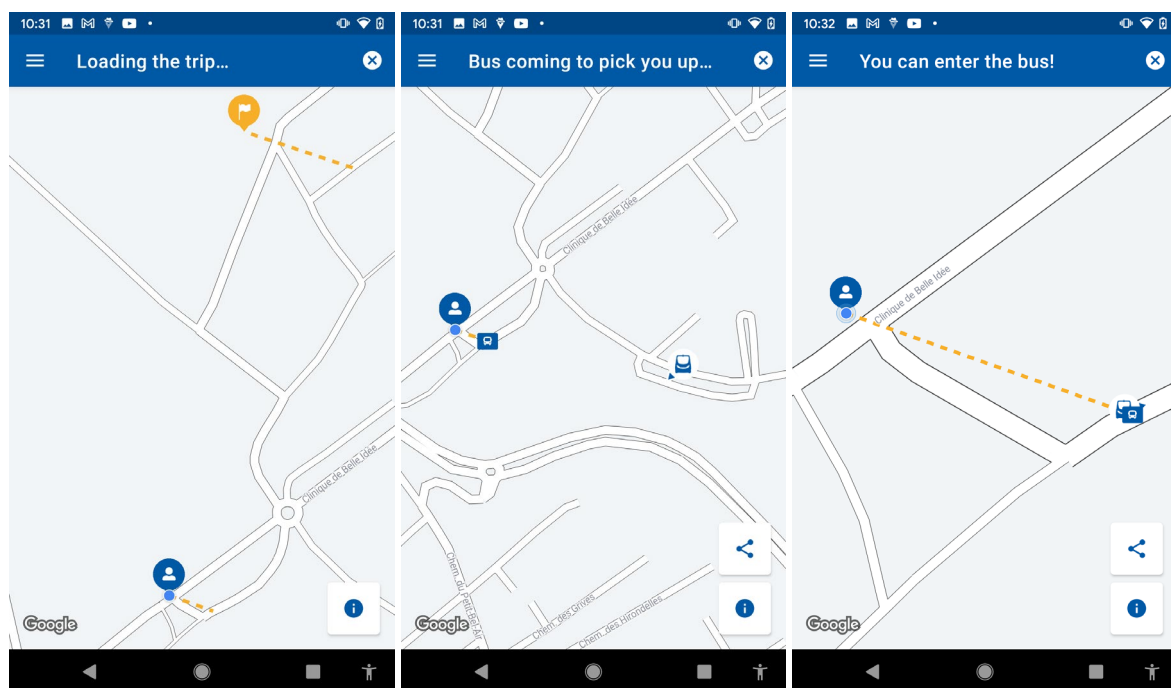 10:31
Loading the trip...
Clinique de Belle Idée
Google
10:31
Bus coming to pick you up...
Clinique de Belle Idée
Chem. du Petit-Bel-Air
Chem. des Grives
Chem. des Hirondelles
Google
10:32
You can enter the bus!
Clinique de Belle Idée
Google